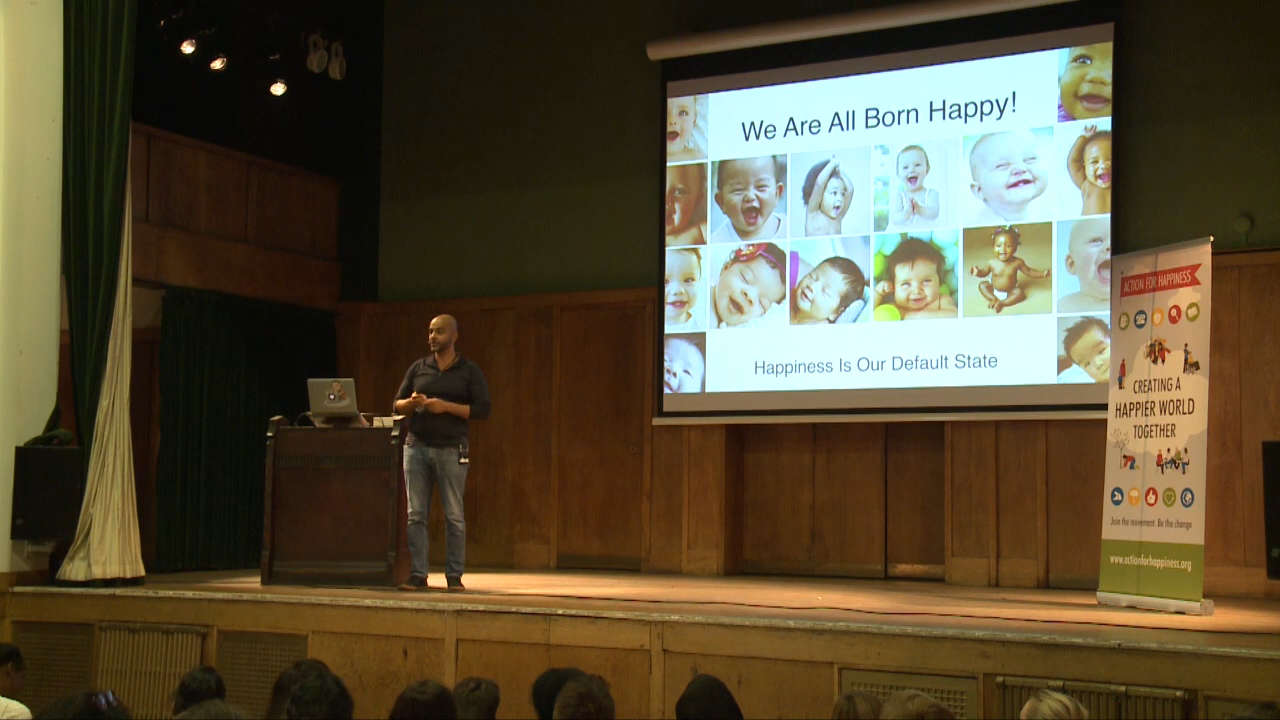 We Are All Born Happy!
Happiness Is Our Default State
ACTION FOR HAPPINESS
CREATING A
HAPPIER WORLD
TOGETHER
Join the movement. Be the change
www.actionforhappiness.org